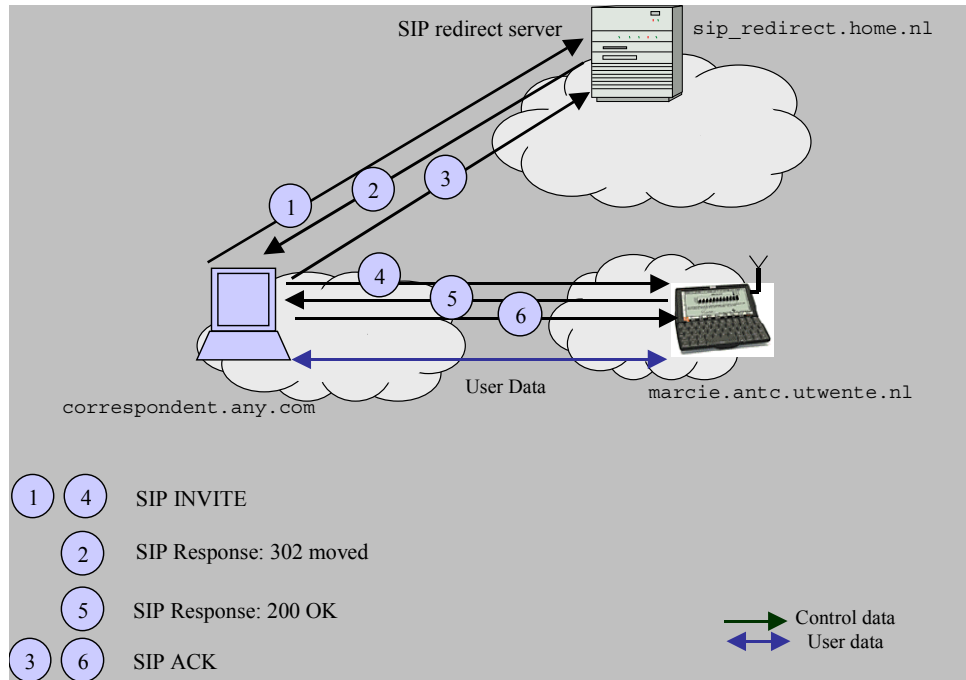 SIP redirect server
sip_redirect.home.nl
1
2
3
4
5
6
User Data
correspondent.any.com
marcie.antc.utwente.nl
1 4 SIP INVITE
2 SIP Response: 302 moved
5 SIP Response: 200 OK
3 6 SIP ACK
Control data
User data